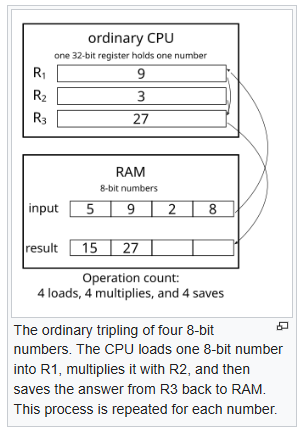 ordinary CPU
one 32-bit register holds one number
R₁ 9
R₂ 3
R₃ 27
RAM
8-bit numbers
input 5 9 2 8
result 15 27
Operation count:
4 loads, 4 multiplies, and 4 saves
The ordinary tripling of four 8-bit
numbers. The CPU loads one 8-bit number
into R1, multiplies it with R2, and then
saves the answer from R3 back to RAM.
This process is repeated for each number.